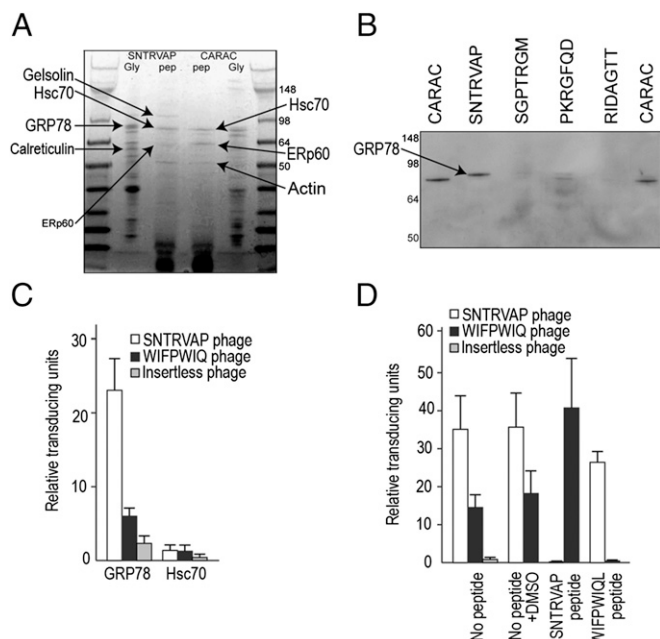 A
SNTRVAP CARAC
Gly pep pep Gly
Gelsolin
Hsc70
GRP78
Calreticulin
ERp60
148
98
64
50
Hsc70
ERp60
Actin
B
CARAC
SNTRVAP
SGPTRGM
PKRGFQD
RIDAGTT
CARAC
GRP78
148
98
64
50
C
Relative transducing units
30
20
10
0
SNTRVAP phage
WIFPWIQ phage
Insertless phage
GRP78 Hsc70
D
Relative transducing units
60
50
40
30
20
10
0
SNTRVAP phage
WIFPWIQ phage
Insertless phage
No peptide
No peptide
+DMSO
SNTRVAP
peptide
WIFPWIQL
peptide